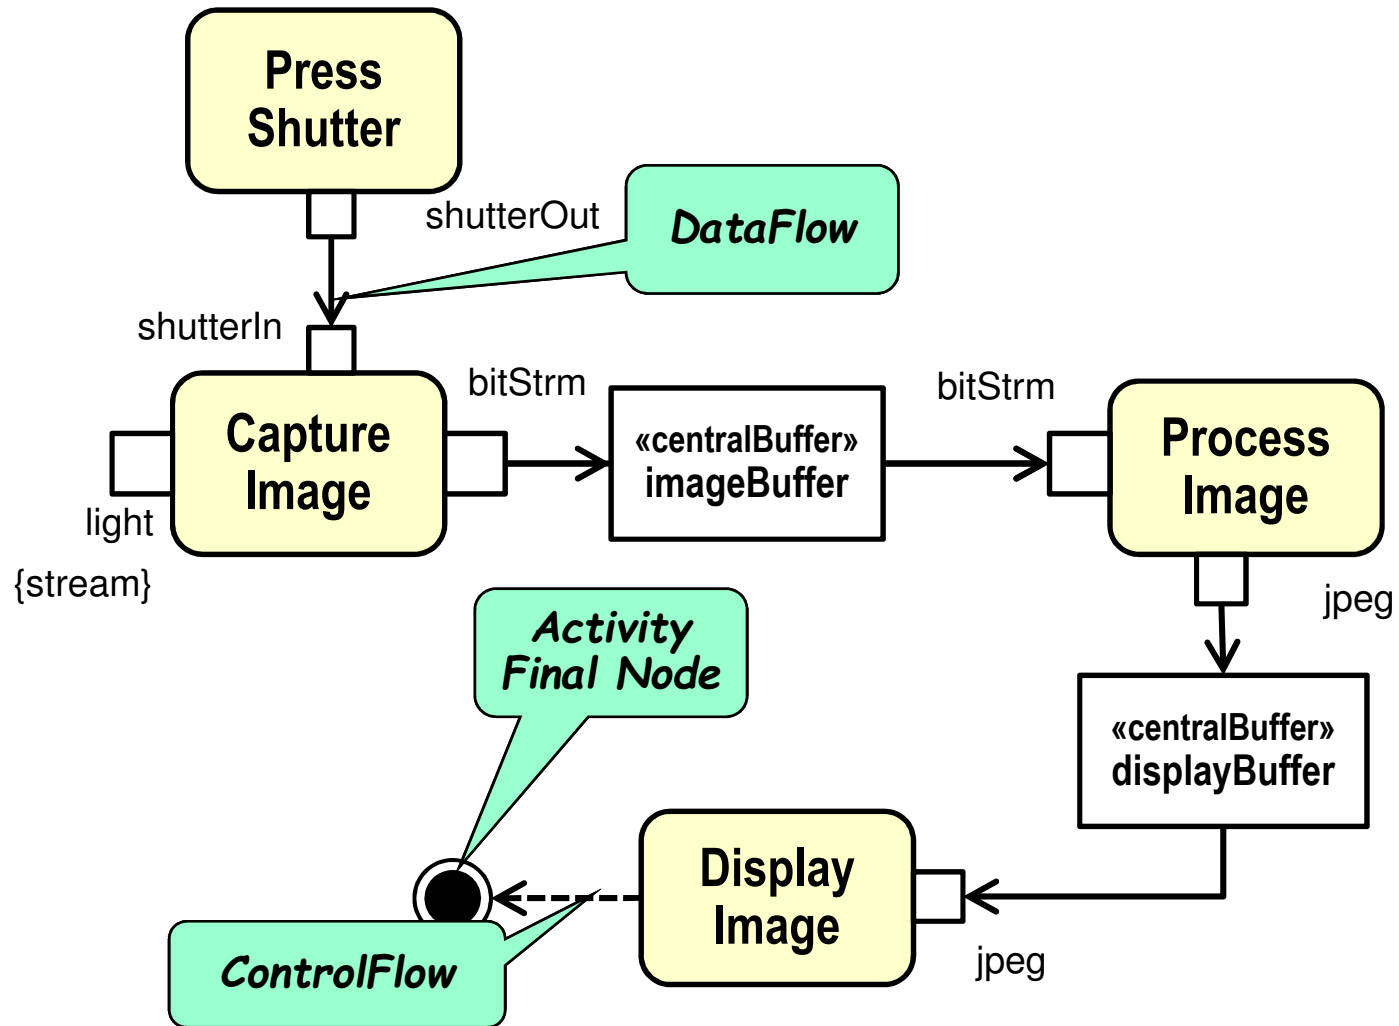 Press
Shutter
shutterOut
DataFlow
shutterIn
bitStrm
bitStrm
Capture
Image
«centralBuffer»
imageBuffer
Process
Image
light
{stream}
jpeg
Activity
Final Node
«centralBuffer»
displayBuffer
Display
Image
ControlFlow
jpeg